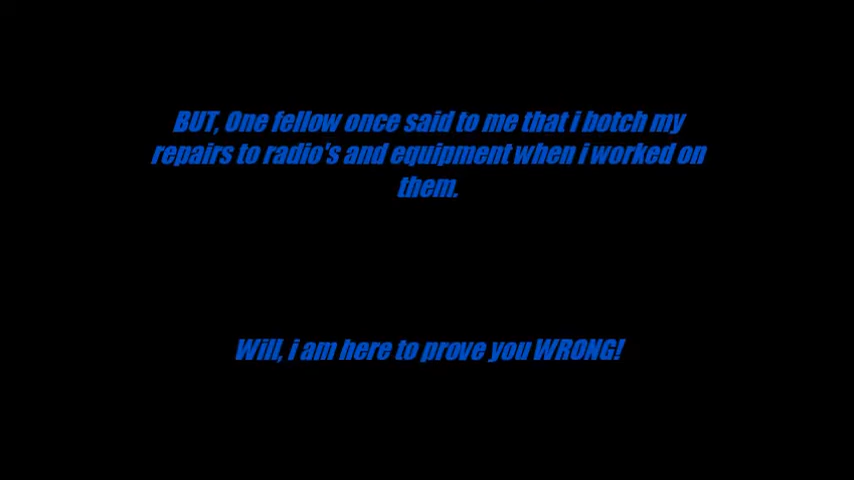 BUT, One fellow once said to me that i botch my
repairs to radio's and equipment when i worked on
them.
Will, i am here to prove you WRONG!